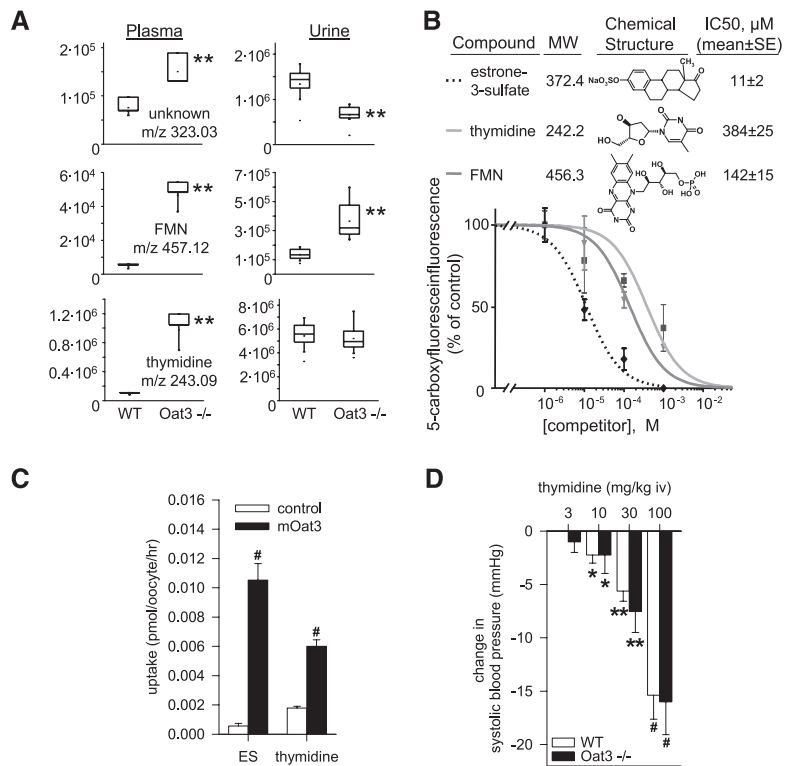 A
Plasma
Urine
2·10⁵
1·10⁵
0
**
unknown
m/z 323.03
2·10⁶
1·10⁶
0
**
6·10⁴
4·10⁴
2·10⁴
0
**
FMN
m/z 457.12
7·10⁵
5·10⁵
3·10⁵
1·10⁵
0
**
1.2·10⁶
0.8·10⁶
0.4·10⁶
0
**
thymidine
m/z 243.09
8·10⁶
6·10⁶
4·10⁶
2·10⁶
0
WT Oat3 -/- WT Oat3 -/-
B
Compound MW Chemical Structure IC50, µM (mean±SE)
estrone-3-sulfate 372.4 NaO₃SO CH₃ O 11±2
thymidine 242.2 384±25
FMN 456.3 142±15
5-carboxyfluoresceinfluorescence
(% of control)
100
50
0
10⁻⁶ 10⁻⁵ 10⁻⁴ 10⁻³ 10⁻²
[competitor], M
C
uptake (pmol/oocyte/hr)
0.016
0.014
0.012
0.010
0.008
0.006
0.004
0.002
0.000
control
mOat3
#
#
ES thymidine
D
thymidine (mg/kg iv)
3 10 30 100
change in
systolic blood pressure (mmHg)
0
-5
-10
-15
-20
* *
**
**
#
#
WT
Oat3 -/-